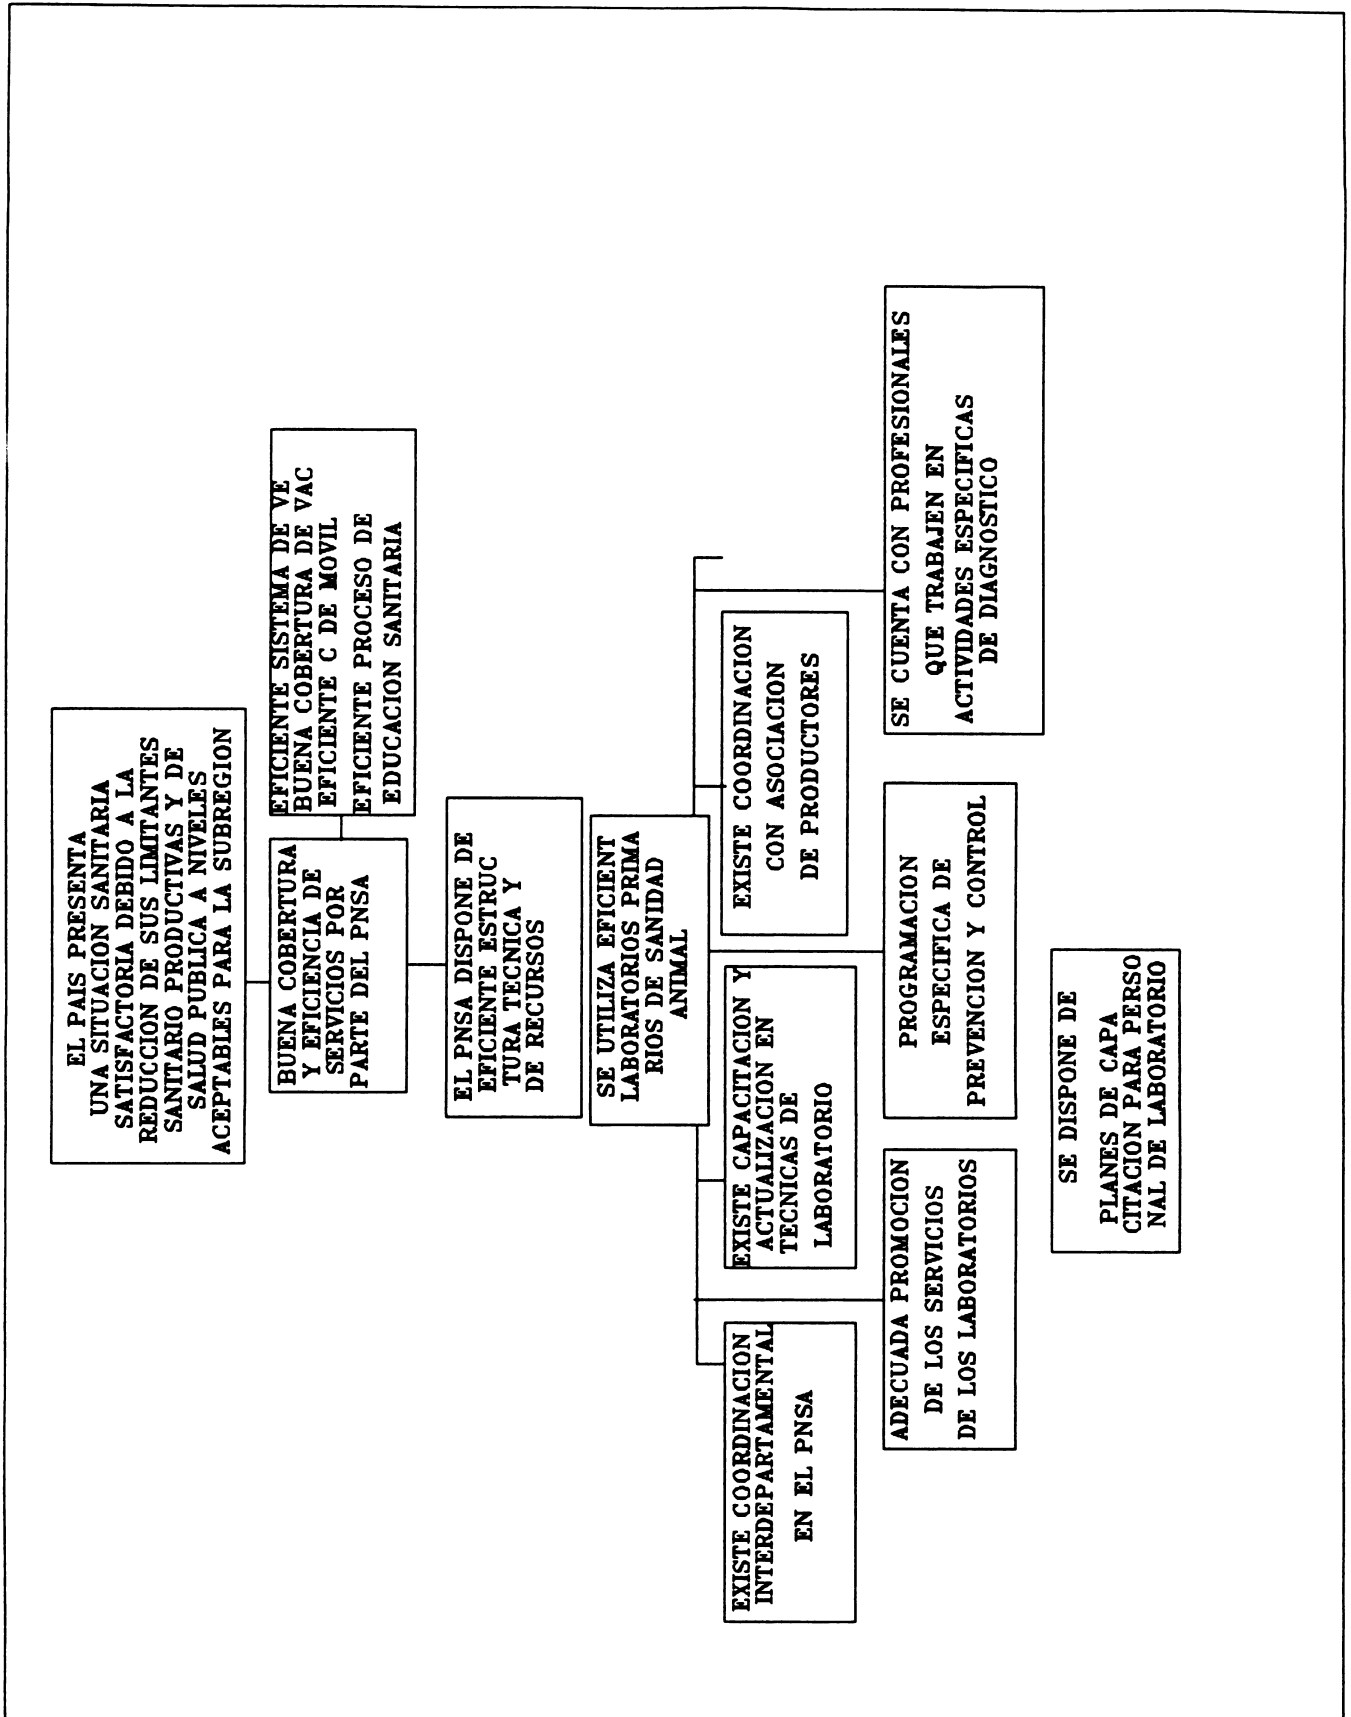 EL PAIS PRESENTA
UNA SITUACION SANITARIA
SATISFACTORIA DEBIDO A LA
REDUCCION DE SUS LIMITANTES
SANITARIO PRODUCTIVAS Y DE
SALUD PUBLICA A NIVELES
ACEPTABLES PARA LA SUBREGION
BUENA COBERTURA
Y EFICIENCIA DE
SERVICIOS POR
PARTE DEL PNSA
EFICIENTE SISTEMA DE VE
BUENA COBERTURA DE VAC
EFICIENTE C DE MOVIL
EFICIENTE PROCESO DE
EDUCACION SANITARIA
EL PNSA DISPONE DE
EFICIENTE ESTRUC
TURA TECNICA Y
DE RECURSOS
SE UTILIZA EFICIENT
LABORATORIOS PRIMA
RIOS DE SANIDAD
ANIMAL
EXISTE COORDINACION
INTERDEPARTAMENTAL
EN EL PNSA
EXISTE CAPACITACION Y
ACTUALIZACION EN
TECNICAS DE
LABORATORIO
EXISTE COORDINACION
CON ASOCIACION
DE PRODUCTORES
ADECUADA PROMOCION
DE LOS SERVICIOS
DE LOS LABORATORIOS
PROGRAMACION
ESPECIFICA DE
PREVENCION Y CONTROL
SE CUENTA CON PROFESIONALES
QUE TRABAJEN EN
ACTIVIDADES ESPECIFICAS
DE DIAGNOSTICO
SE DISPONE DE
PLANES DE CAPA
CITACION PARA PERSO
NAL DE LABORATORIO